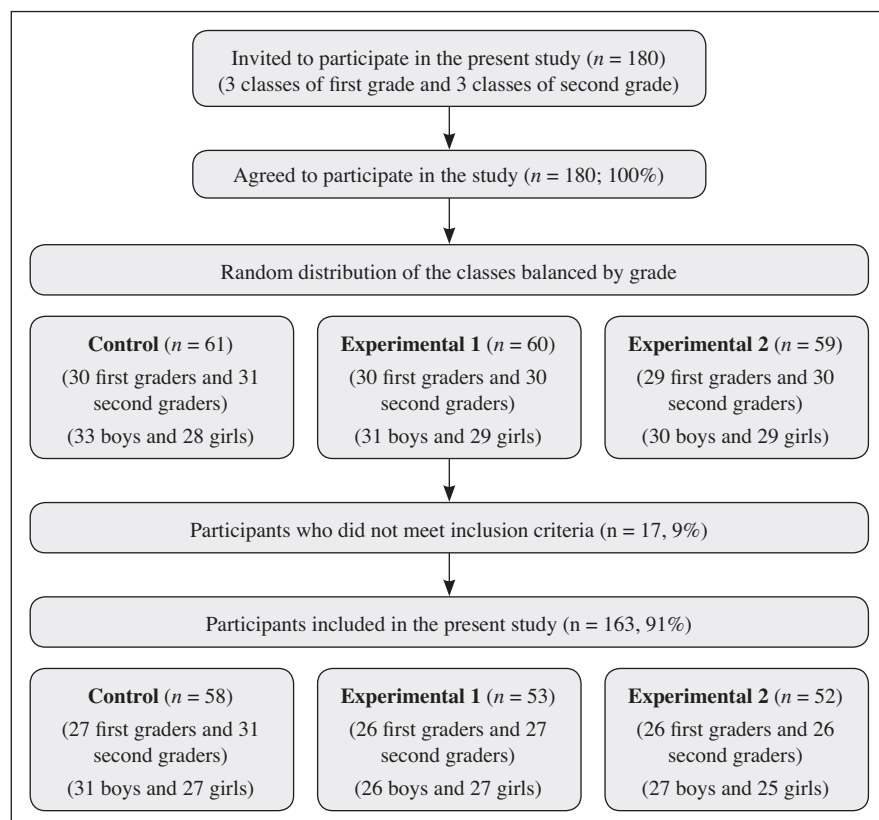 Invited to participate in the present study (n = 180)
(3 classes of first grade and 3 classes of second grade)
Agreed to participate in the study (n = 180; 100%)
Random distribution of the classes balanced by grade
Control (n = 61)
(30 first graders and 31
second graders)
(33 boys and 28 girls)
Experimental 1 (n = 60)
(30 first graders and 30
second graders)
(31 boys and 29 girls)
Experimental 2 (n = 59)
(29 first graders and 30
second graders)
(30 boys and 29 girls)
Participants who did not meet inclusion criteria (n = 17, 9%)
Participants included in the present study (n = 163, 91%)
Control (n = 58)
(27 first graders and 31
second graders)
(31 boys and 27 girls)
Experimental 1 (n = 53)
(26 first graders and 27
second graders)
(26 boys and 27 girls)
Experimental 2 (n = 52)
(26 first graders and 26
second graders)
(27 boys and 25 girls)